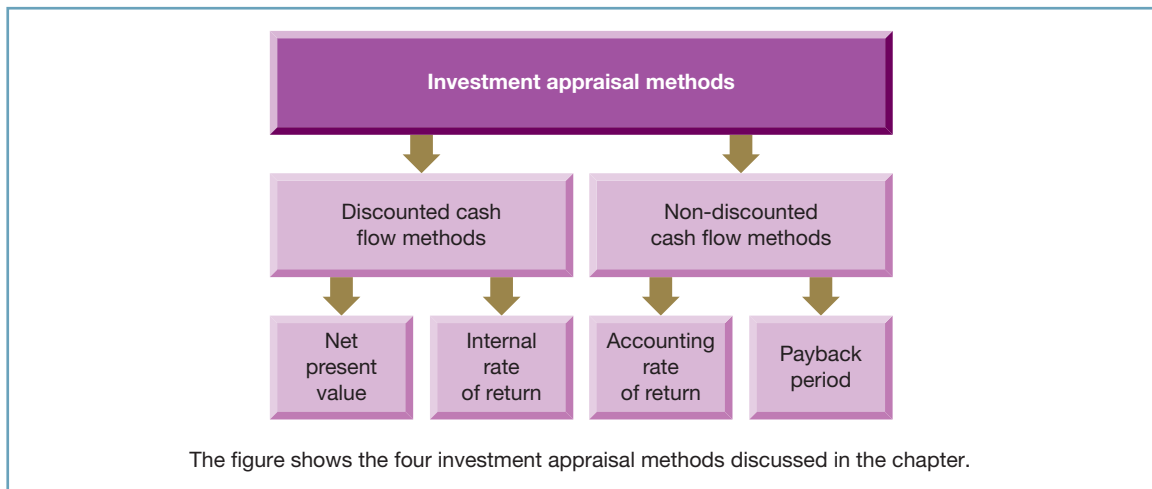 Investment appraisal methods
Discounted cash
flow methods
Non-discounted
cash flow methods
Net
present
value
Internal
rate
of return
Accounting
rate
of return
Payback
period
The figure shows the four investment appraisal methods discussed in the chapter.